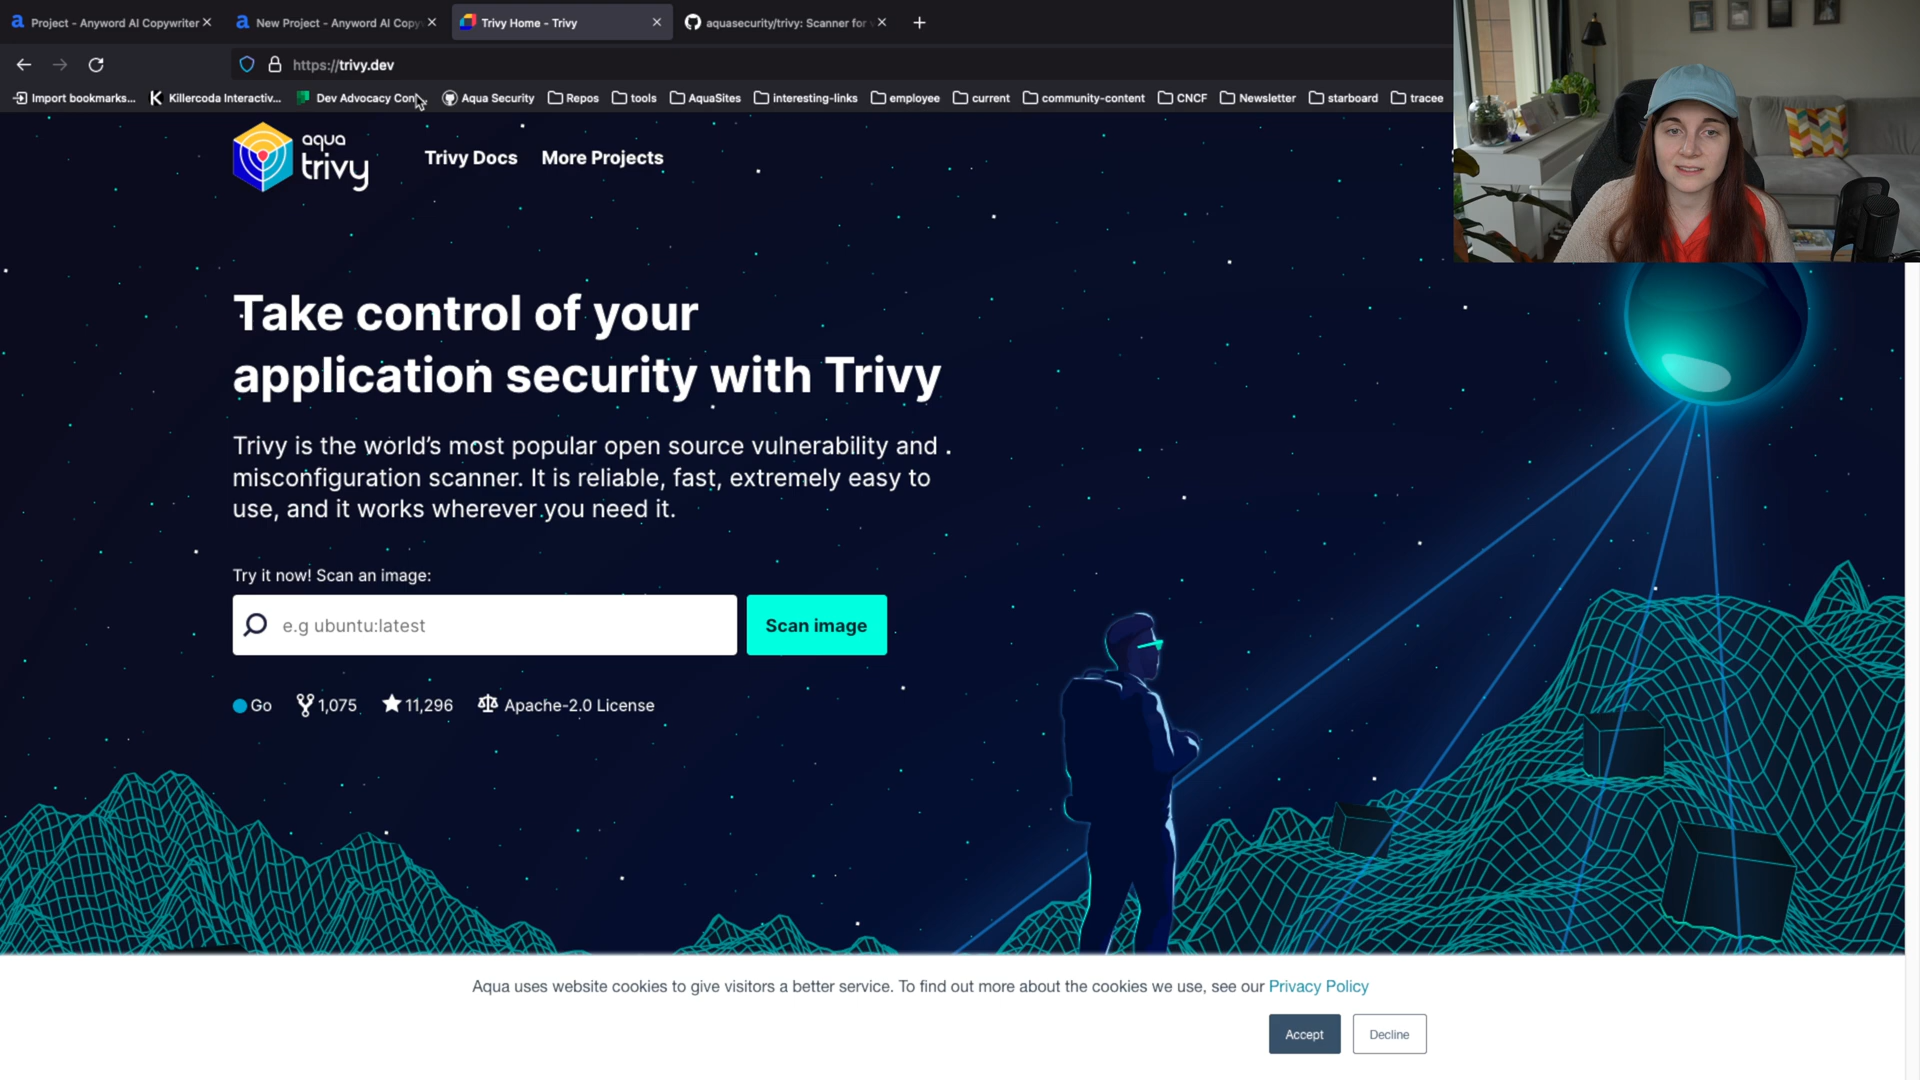 Project - Anyword AI Copywriter
New Project - Anyword AI Copy
Trivy Home - Trivy
aquasecurity/trivy: Scanner for
https://trivy.dev
Import bookmarks...
Killercoda Interactiv...
Dev Advocacy Con
Aqua Security
Repos
tools
AquaSites
interesting-links
employee
current
community-content
CNCF
Newsletter
starboard
tracee
aqua
trivy
Trivy Docs
More Projects
Take control of your
application security with Trivy
Trivy is the world's most popular open source vulnerability and
misconfiguration scanner. It is reliable, fast, extremely easy to
use, and it works wherever you need it.
Try it now! Scan an image:
e.g ubuntu:latest
Scan image
Go
1,075
11,296
Apache-2.0 License
Aqua uses website cookies to give visitors a better service. To find out more about the cookies we use, see our Privacy Policy
Accept
Decline